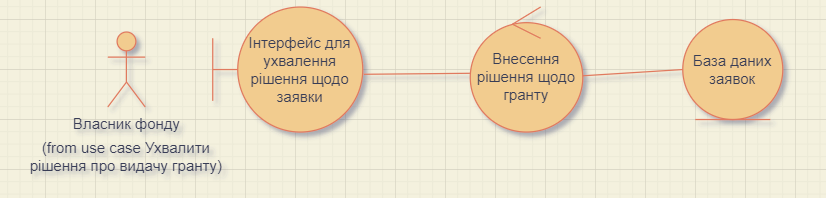 Власник фонду
(from use case Ухвалити
рішення про видачу гранту)
Інтерфейс для
ухвалення
рішення щодо
заявки
Внесення
рішення щодо
гранту
База даних
заявок